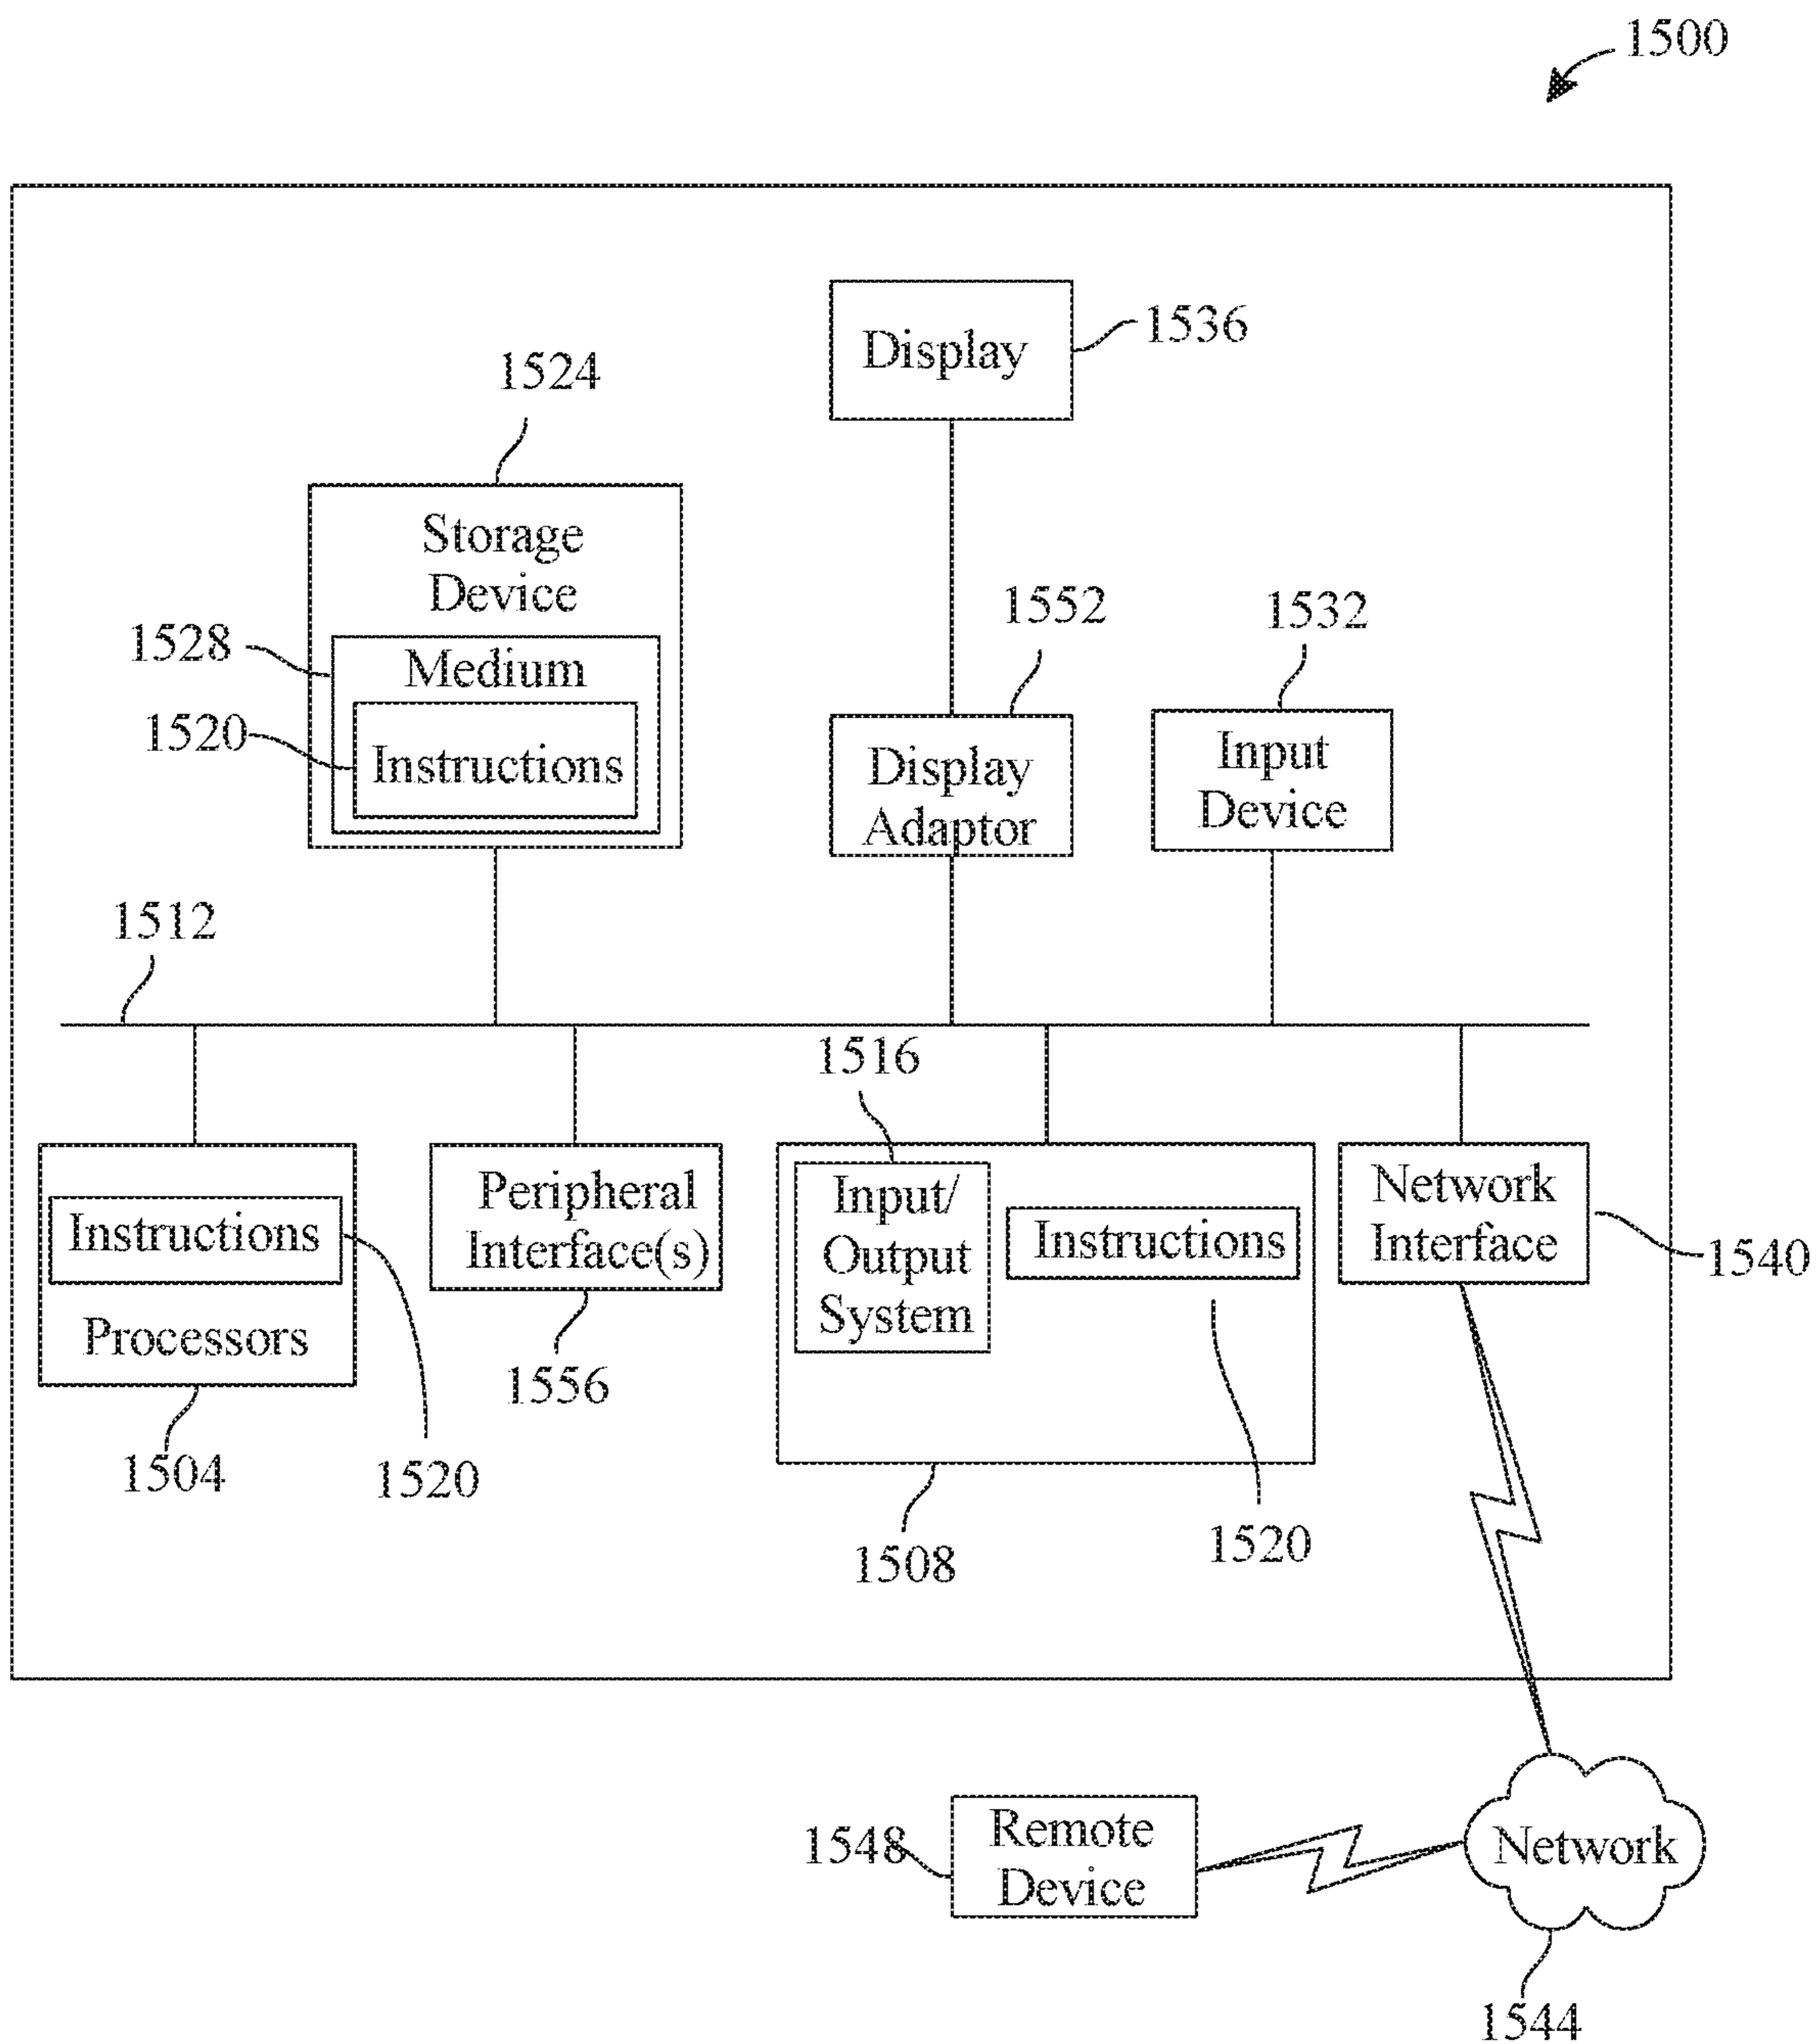 1500
Display
1536
1524
Storage
Device
1528
Medium
1520
Instructions
1552
Display
Adaptor
1532
Input
Device
1512
1516
Instructions
Processors
1504
1520
Peripheral
Interface(s)
1556
Input/
Output
System
Instructions
1508
1520
Network
Interface
1540
1548
Remote
Device
Network
1544